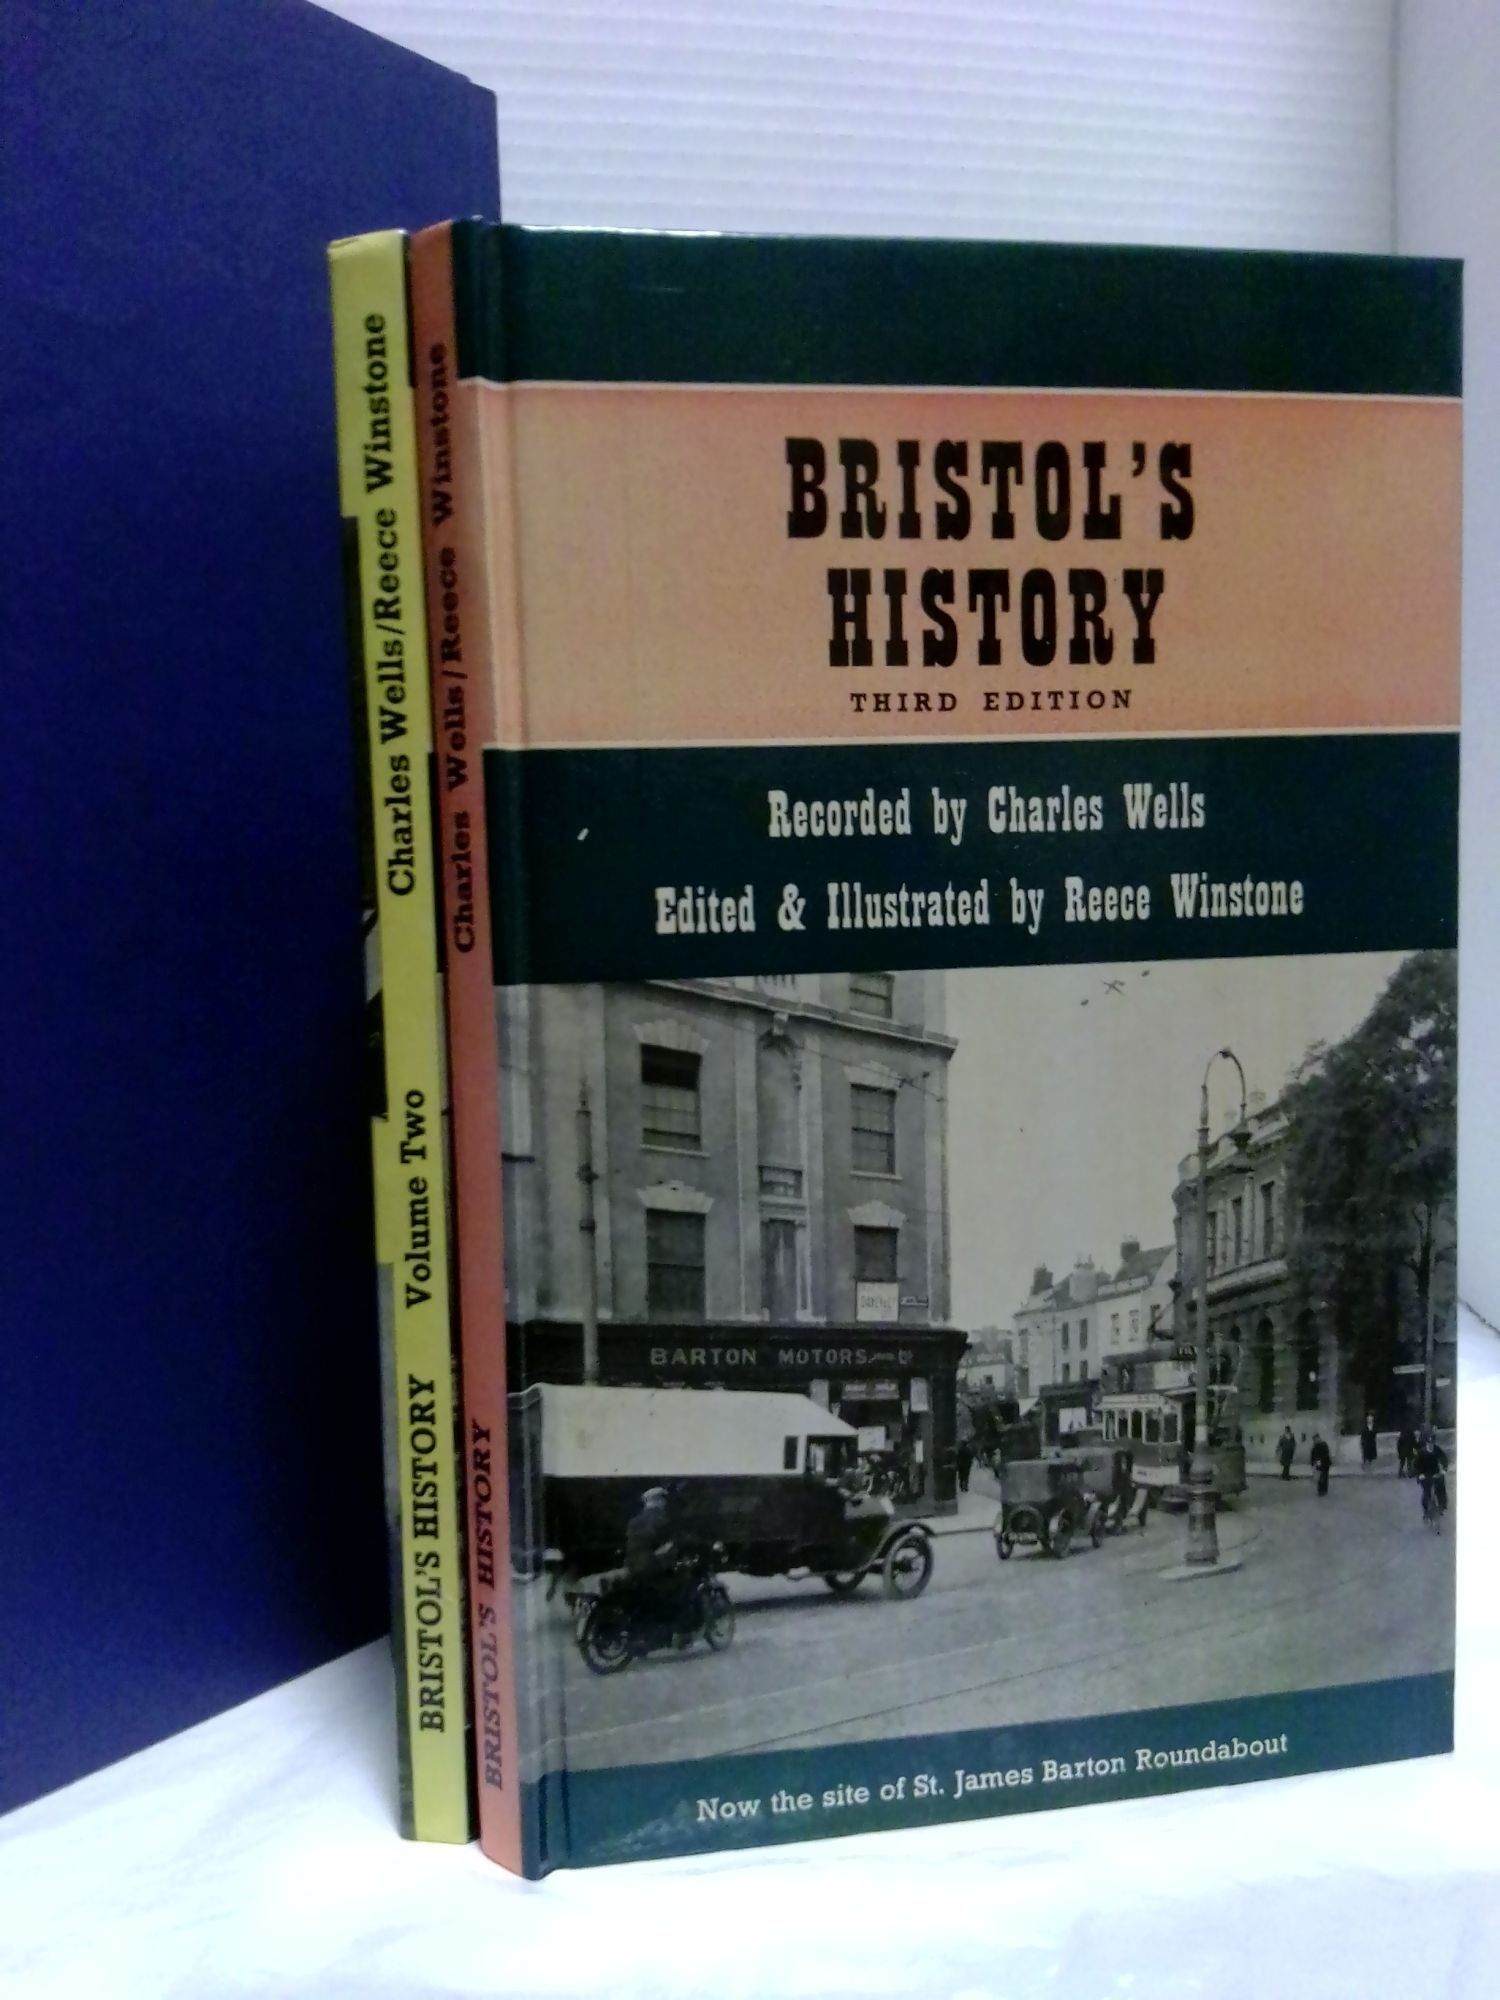 BRISTOL'S HISTORY Volume Two Charles Wells/Reece Winstone
BRISTOL'S HISTORY Charles Wells/Reece Winstone
BRISTOL'S
HISTORY
THIRD EDITION
Recorded by Charles Wells
Edited & Illustrated by Reece Winstone
BARTON MOTORS
Now the site of St. James Barton Roundabout